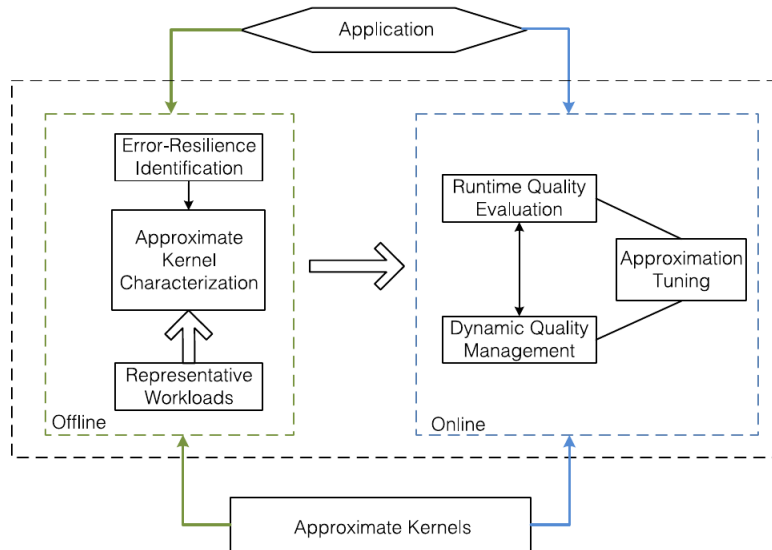 Application
Error-Resilience
Identification
Approximate
Kernel
Characterization
Representative
Workloads
Offline
Runtime Quality
Evaluation
Approximation
Tuning
Dynamic Quality
Management
Online
Approximate Kernels